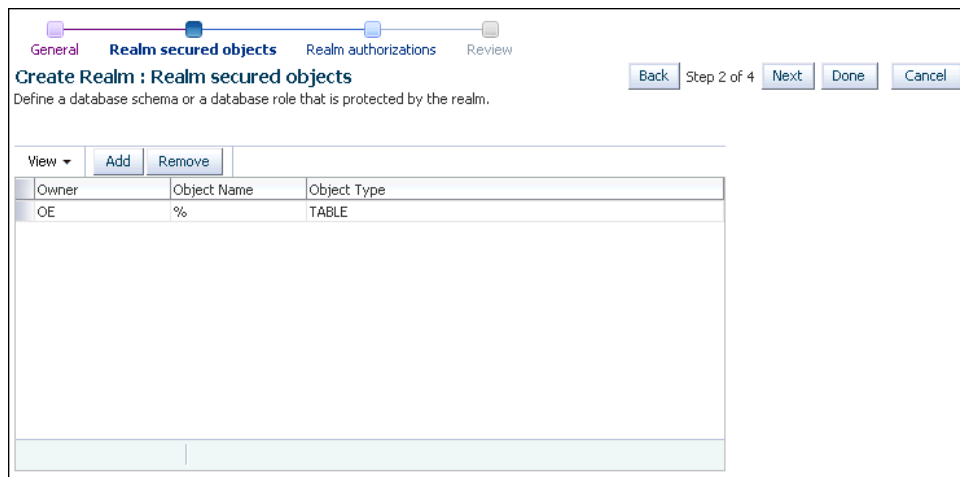 General Realm secured objects Realm authorizations Review
Create Realm : Realm secured objects
Back Step 2 of 4 Next Done Cancel
Define a database schema or a database role that is protected by the realm.
View Add Remove
Owner Object Name Object Type
OE % TABLE